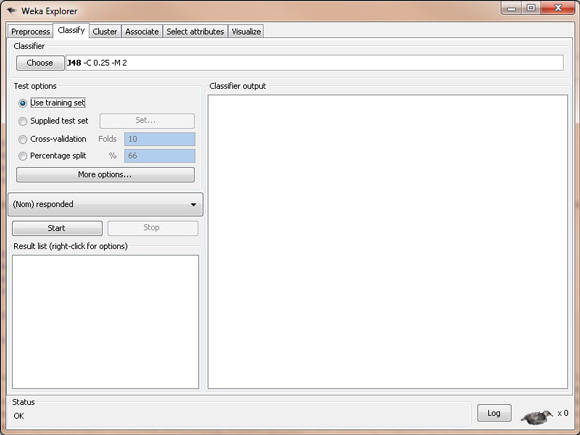 Weka Explorer
Preprocess Classify Cluster Associate Select attributes Visualize
Classifier
Choose J48 -C 0.25 -M 2
Test options
Use training set
Supplied test set Set...
Cross-validation Folds 10
Percentage split % 66
More options...
(Nom) responded
Start Stop
Result list (right-click for options)
Classifier output
Status
OK
Log x 0